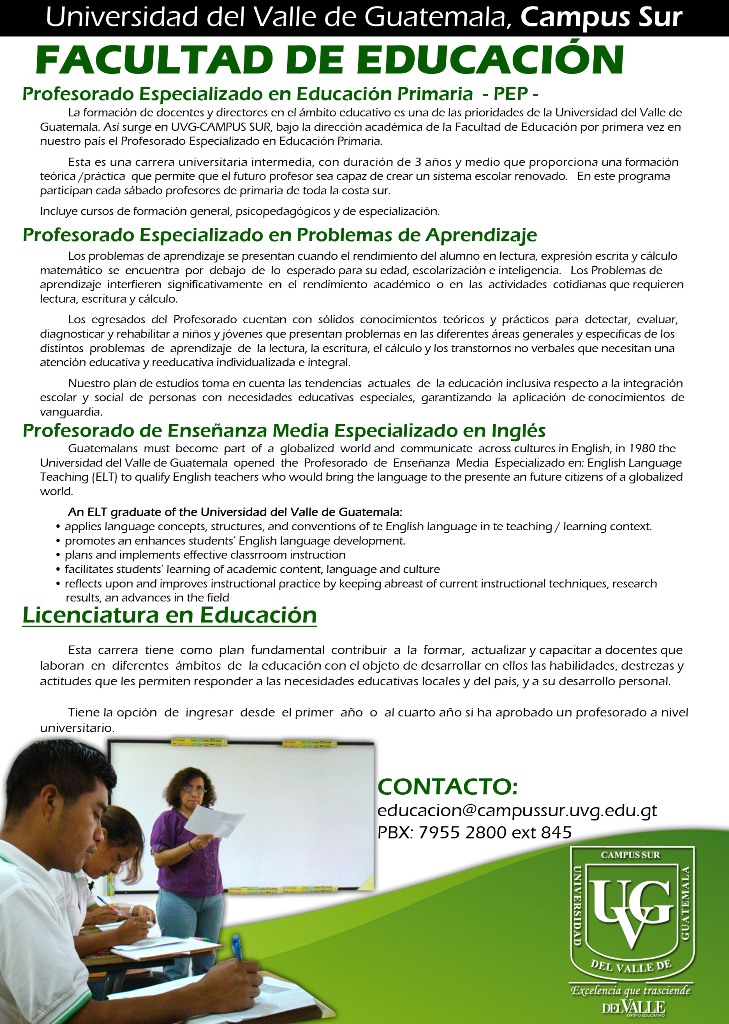 Universidad del Valle de Guatemala, Campus Sur
FACULTAD DE EDUCACIÓN
Profesorado Especializado en Educación Primaria - PEP -
La formación de docentes y directores en el ámbito educativo es una de las prioridades de la Universidad del Valle de
Guatemala. Así surge en UVG-CAMPUS SUR, bajo la dirección académica de la Facultad de Educación por primera vez en
nuestro país el Profesorado Especializado en Educación Primaria.
Esta es una carrera universitaria intermedia, con duración de 3 años y medio que proporciona una formación
teórica /práctica que permite que el futuro profesor sea capaz de crear un sistema escolar renovado. En este programa
participan cada sábado profesores de primaria de toda la costa sur.
Incluye cursos de formación general, psicopedagógicos y de especialización.
Profesorado Especializado en Problemas de Aprendizaje
Los problemas de aprendizaje se presentan cuando el rendimiento del alumno en lectura, expresión escrita y cálculo
matemático se encuentra por debajo de lo esperado para su edad, escolarización e inteligencia. Los Problemas de
aprendizaje interfieren significativamente en el rendimiento académico o en las actividades cotidianas que requieren
lectura, escritura y cálculo.
Los egresados del Profesorado cuentan con sólidos conocimientos teóricos y prácticos para detectar, evaluar,
diagnosticar y rehabilitar a niños y jóvenes que presentan problemas en las diferentes áreas generales y especificas de los
distintos problemas de aprendizaje de la lectura, la escritura, el cálculo y los transtornos no verbales que necesitan una
atención educativa y reeducativa individualizada e integral.
Nuestro plan de estudios toma en cuenta las tendencias actuales de la educación inclusiva respecto a la integración
escolar y social de personas con necesidades educativas especiales, garantizando la aplicación de conocimientos de
vanguardia.
Profesorado de Enseñanza Media Especializado en Inglés
Guatemalans must become part of a globalized world and communicate across cultures in English, in 1980 the
Universidad del Valle de Guatemala opened the Profesorado de Enseñanza Media Especializado en: English Language
Teaching (ELT) to qualify English teachers who would bring the language to the presente an future citizens of a globalized
world.
An ELT graduate of the Universidad del Valle de Guatemala:
• applies language concepts, structures, and conventions of te English language in te teaching / learning context.
• promotes an enhances students' English language development.
• plans and implements effective classrroom instruction
• facilitates students' learning of academic content, language and culture
• reflects upon and improves instructional practice by keeping abreast of current instructional techniques, research
results, an advances in the field
Licenciatura en Educación
Esta carrera tiene como plan fundamental contribuir a la formar, actualizar y capacitar a docentes que
laboran en diferentes ámbitos de la educación con el objeto de desarrollar en ellos las habilidades, destrezas y
actitudes que les permiten responder a las necesidades educativas locales y del país, y a su desarrollo personal.
Tiene la opción de ingresar desde el primer año o al cuarto año si ha aprobado un profesorado a nivel
universitario.
CONTACTO:
educacion@campussur.uvg.edu.gt
PBX: 7955 2800 ext 845
CAMPUS SUR
UNIVERSIDAD
UVG
GUATEMALA
DEL VALLE DE
Excelencia que trasciende
DEL VALLE
GRUPO EDUCATIVO